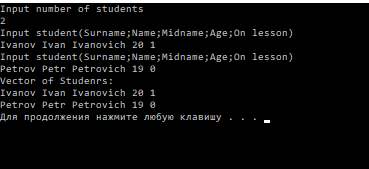 Input number of students
2
Input student(Surname;Name;Midname;Age;On lesson)
Ivanov Ivan Ivanovich 20 1
Input student(Surname;Name;Midname;Age;On lesson)
Petrov Petr Petrovich 19 0
Vector of Studenrs:
Ivanov Ivan Ivanovich 20 1
Petrov Petr Petrovich 19 0
Для продолжения нажмите любую клавишу . . .